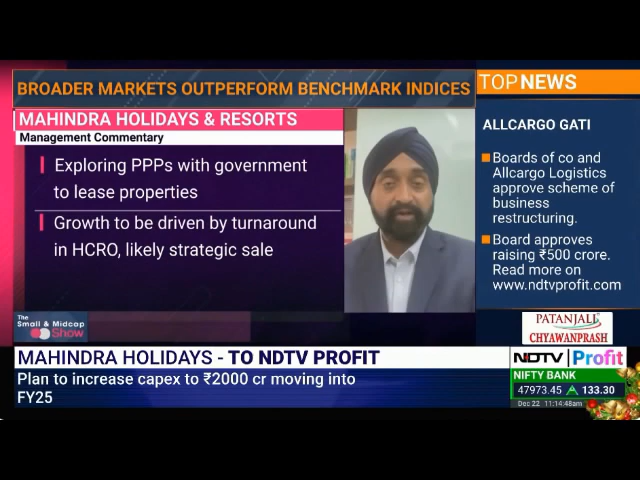 BROADER MARKETS OUTPERFORM BENCHMARK INDICES
MAHINDRA HOLIDAYS & RESORTS
Management Commentary
Exploring PPPs with government
to lease properties
Growth to be driven by turnaround
in HCRO, likely strategic sale
The
Small & Midcap
Show
TOP NEWS
ALLCARGO GATI
Boards of co and
Allcargo Logistics
approve scheme of
business
restructuring.
Board approves
raising ₹500 crore.
Read more on
www.ndtvprofit.com
PATANJALI
CHYAWANPRASH
MAHINDRA HOLIDAYS - TO NDTV PROFIT
Plan to increase capex to ₹2000 cr moving into
FY25
NDTV Profit
NIFTY BANK
47973.45 133.30
Dec 22 11:14:48am